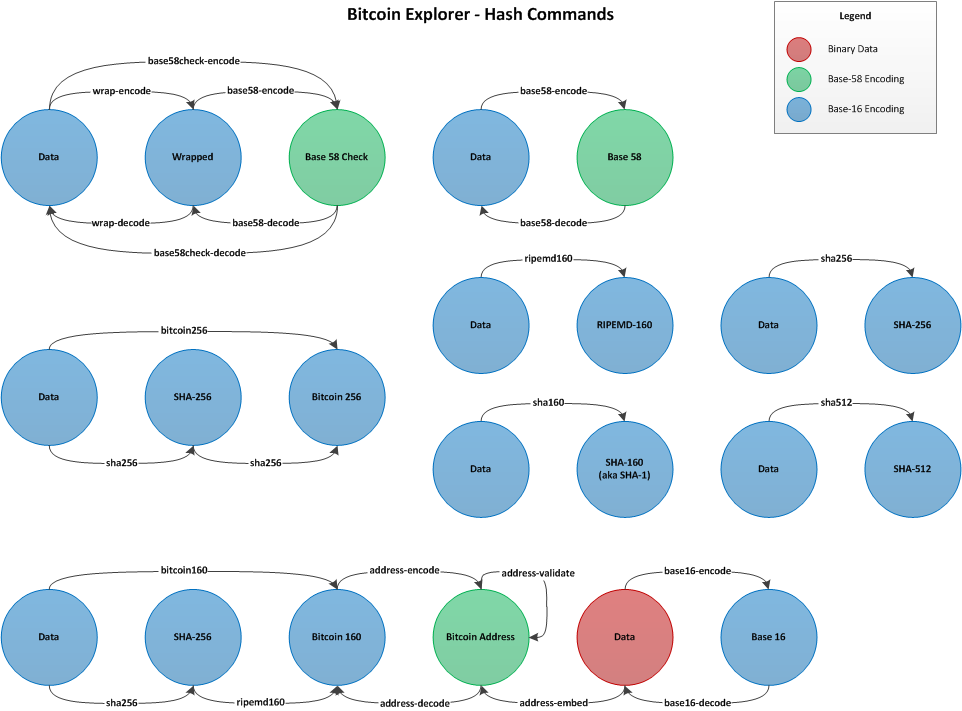 Bitcoin Explorer - Hash Commands
Legend
Binary Data
Base-58 Encoding
Base-16 Encoding
base58check-encode
wrap-encode
base58-encode
Data
Wrapped
Base 58 Check
wrap-decode
base58-decode
base58check-decode
base58-encode
Data
Base 58
base58-decode
ripemd160
Data
RIPEMD-160
sha256
Data
SHA-256
bitcoin256
Data
SHA-256
Bitcoin 256
sha256
sha256
sha160
Data
SHA-160
(aka SHA-1)
sha512
Data
SHA-512
bitcoin160
address-encode
address-validate
base16-encode
Data
SHA-256
Bitcoin 160
Bitcoin Address
Data
Base 16
sha256
ripemd160
address-decode
address-embed
base16-decode